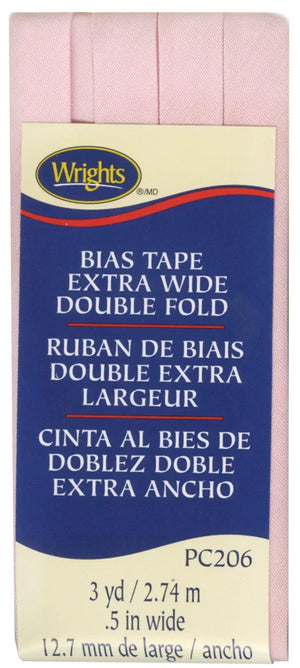 Wrights
®/MD
BIAS TAPE
EXTRA WIDE
DOUBLE FOLD
RUBAN DE BIAIS
DOUBLE EXTRA
LARGEUR
CINTA AL BIES DE
DOBLEZ DOBLE
EXTRA ANCHO
PC206
3 yd / 2.74 m
.5 in wide
12.7 mm de large / ancho